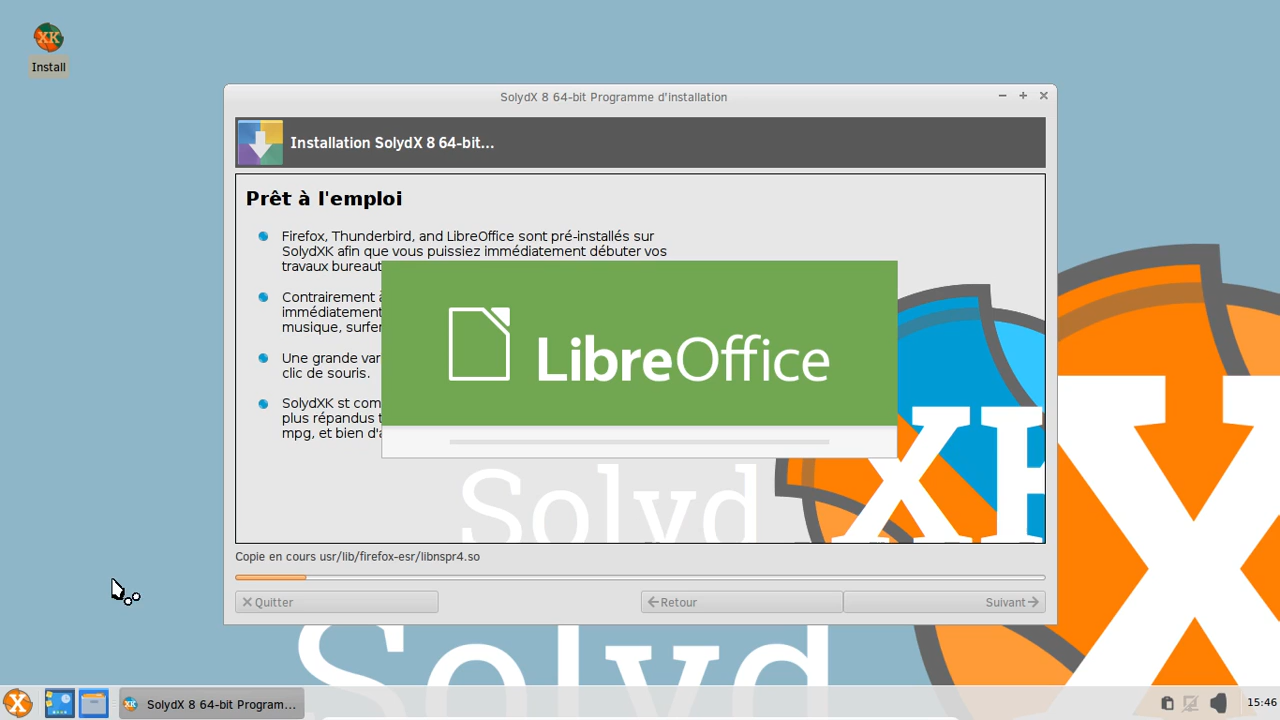 XK
Install
SolydX 8 64-bit Programme d'installation
Installation SolydX 8 64-bit...
Prêt à l'emploi
Firefox, Thunderbird, and LibreOffice sont pré-installés sur
SolydXK afin que vous puissiez immédiatement débuter vos
travaux bureaut
Contrairement à
immédiatement
musique, surfer
Une grande var
clic de souris.
SolydXK st com
plus répandus t
mpg, et bien d'a
LibreOffice
Solyd
XK
Copie en cours usr/lib/firefox-esr/libnspr4.so
Quitter
Retour
Suivant
Solyd
X
SolydX 8 64-bit Program...
15:46